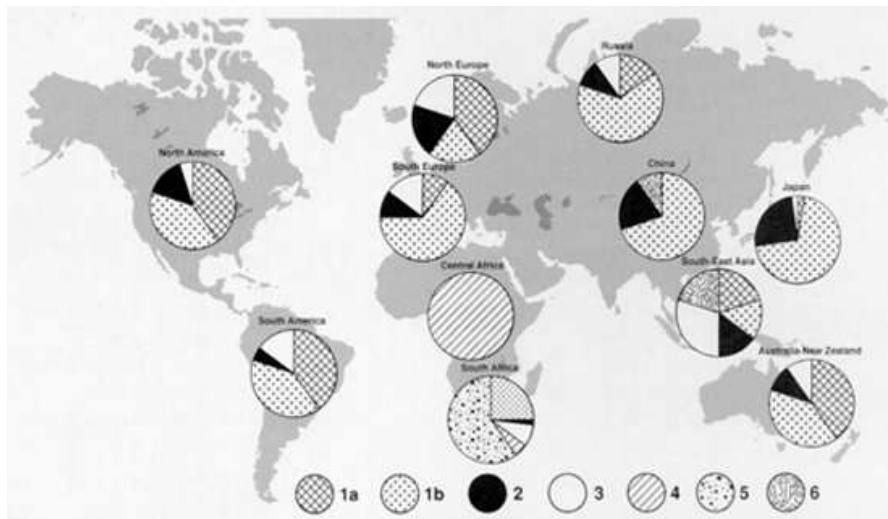 Russia
North Europe
North America
South Europe
China
Japan
Central Africa
South-East Asia
South America
South Africa
Australia-New Zealand
1a 1b 2 3 4 5 6